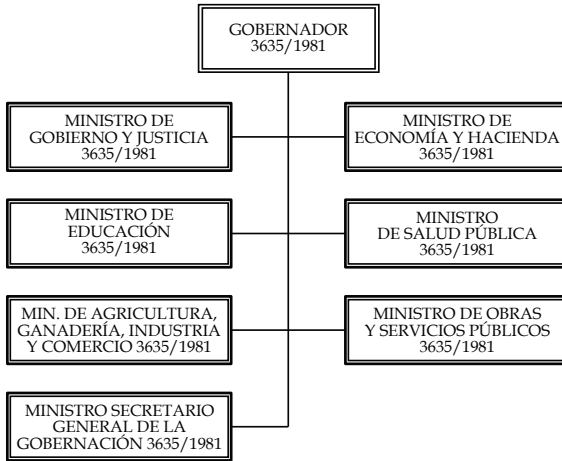 GOBERNADOR
3635/1981
MINISTRO DE
GOBIERNO Y JUSTICIA
3635/1981
MINISTRO DE
ECONOMÍA Y HACIENDA
3635/1981
MINISTRO DE
EDUCACIÓN
3635/1981
MINISTRO
DE SALUD PÚBLICA
3635/1981
MIN. DE AGRICULTURA,
GANADERÍA, INDUSTRIA
Y COMERCIO 3635/1981
MINISTRO DE OBRAS
Y SERVICIOS PÚBLICOS
3635/1981
MINISTRO SECRETARIO
GENERAL DE LA
GOBERNACIÓN 3635/1981